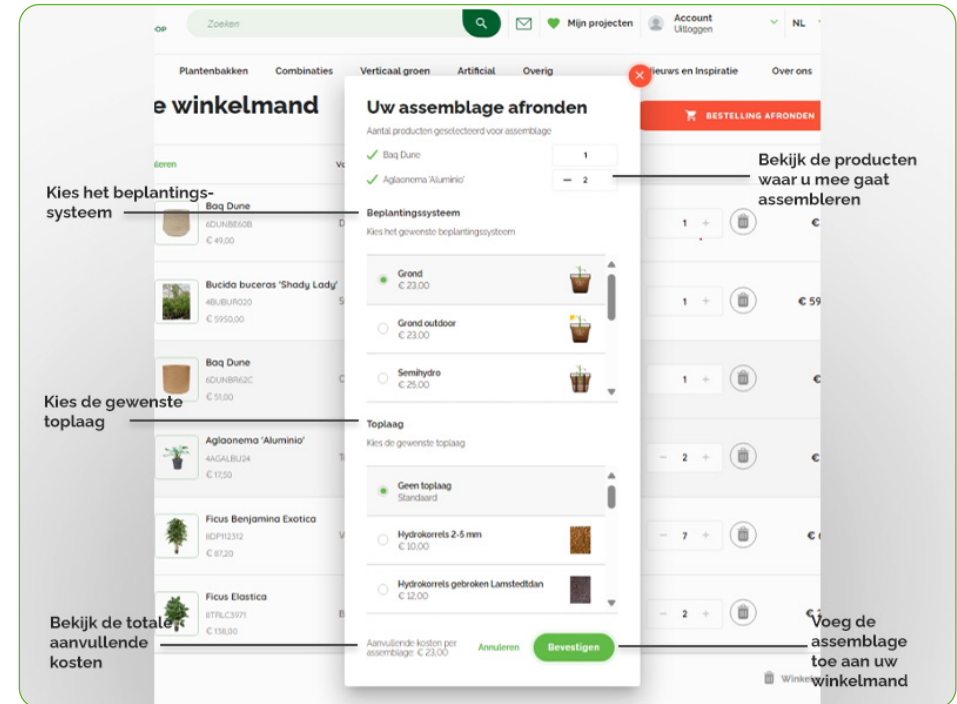 OP
Zoeken
Mijn projecten
Account
Uitloggen
NL
Plantenbakken Combinaties Verticaal groen Artificial Overig Nieuws en Inspiratie Over ons
e winkelmand
BESTELLING AFRONDEN
Uw assemblage afronden
Aantal producten geselecteerd voor assemblage
Baq Dune 1
Aglaonema 'Aluminio' − 2
Bekijk de producten
waar u mee gaat
assembleren
Kies het beplantings-
systeem
Beplantingssysteem
Kies het gewenste beplantingssysteem
Grond
€ 23,00
Grond outdoor
€ 23,00
Semihydro
€ 25,00
Kies de gewenste
toplaag
Toplaag
Kies de gewenste toplaag
Geen toplaag
Standaard
Hydrokorrels 2-5 mm
€ 10,00
Hydrokorrels gebroken Lamstedtdan
€ 12,00
Bekijk de totale
aanvullende
kosten
Aanvullende kosten per
assemblage: € 23,00
Annuleren
Bevestigen
Voeg de
assemblage
toe aan uw
winkelmand
Baq Dune
6DUNBE60B
€ 49,00
1 +
€
Bucida buceras 'Shady Lady'
4BUBUR020
€ 5950,00
1 +
€ 59
Baq Dune
6DUNBR62C
€ 51,00
1 +
€
Aglaonema 'Aluminio'
4AGALBU24
€ 17,50
− 2 +
€
Ficus Benjamina Exotica
8DP112312
€ 87,20
− 7 +
€
Ficus Elastica
8TRLC3971
€ 138,00
− 2 +
€